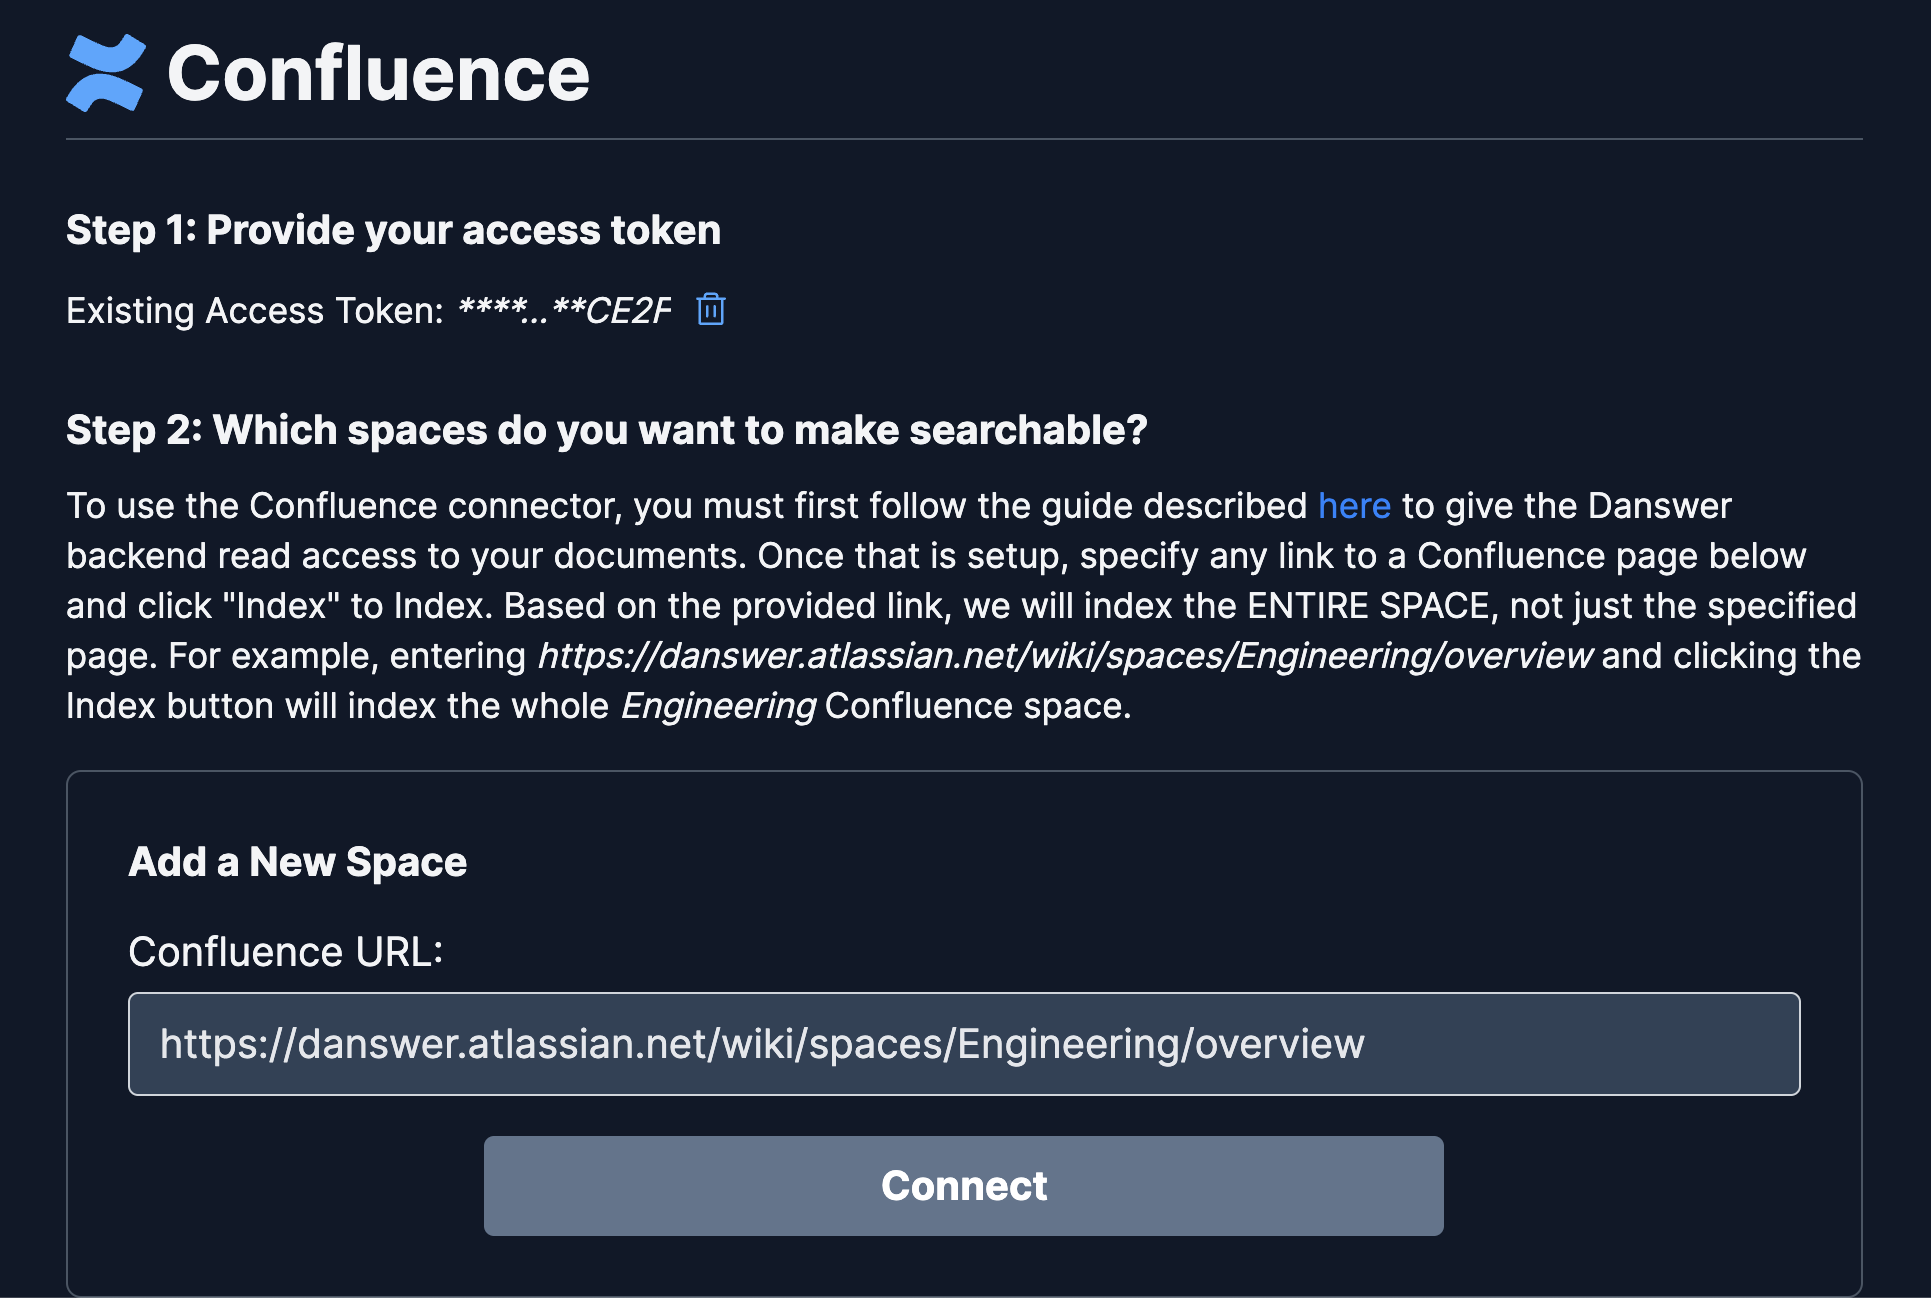 Confluence
Step 1: Provide your access token
Existing Access Token: ****...**CE2F
Step 2: Which spaces do you want to make searchable?
To use the Confluence connector, you must first follow the guide described here to give the Danswer
backend read access to your documents. Once that is setup, specify any link to a Confluence page below
and click "Index" to Index. Based on the provided link, we will index the ENTIRE SPACE, not just the specified
page. For example, entering https://danswer.atlassian.net/wiki/spaces/Engineering/overview and clicking the
Index button will index the whole Engineering Confluence space.
Add a New Space
Confluence URL:
https://danswer.atlassian.net/wiki/spaces/Engineering/overview
Connect